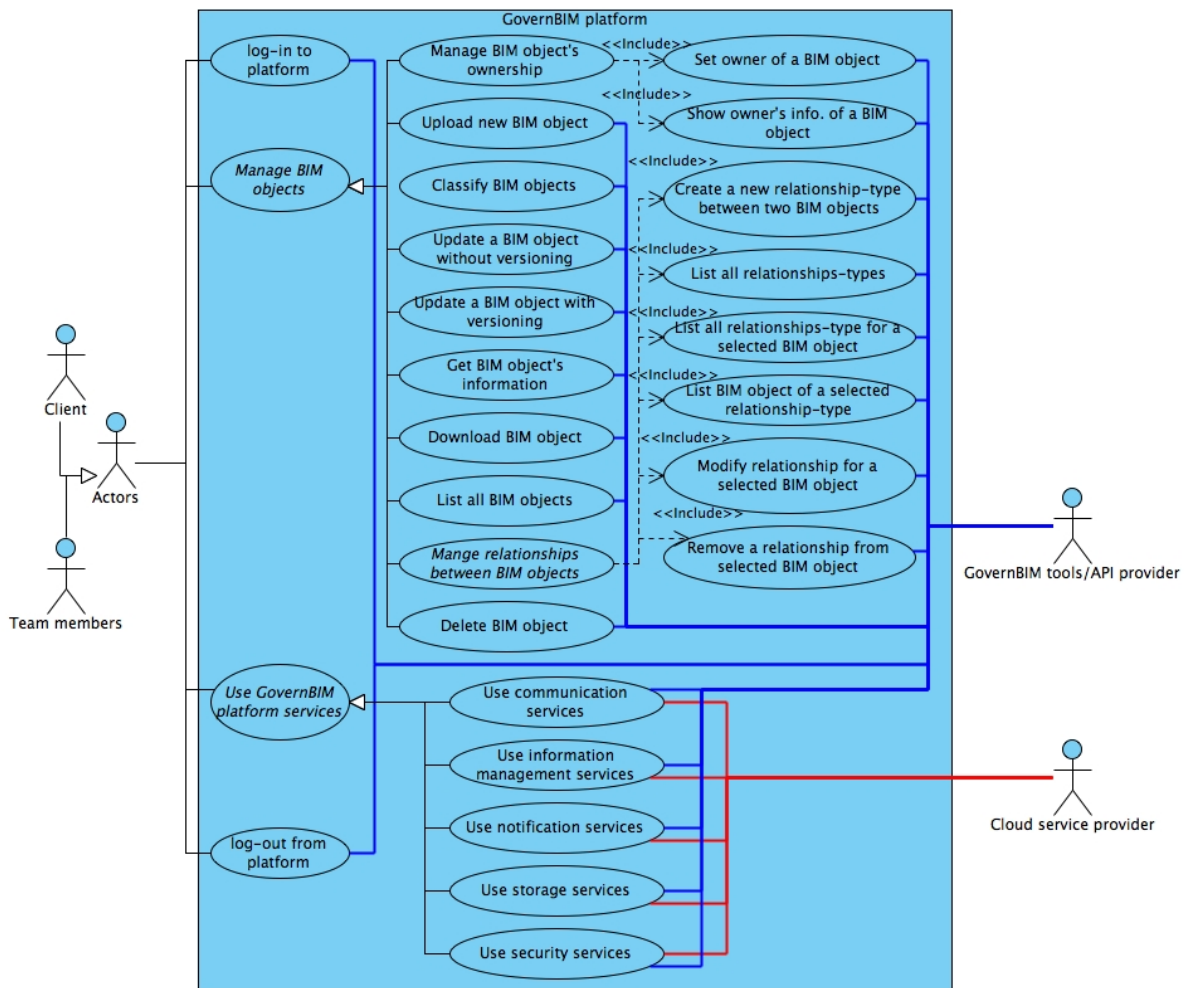 GovernBIM platform
log-in to
platform
Manage BIM
objects
Manage BIM object's
ownership
Upload new BIM object
Classify BIM objects
Update a BIM object
without versioning
Update a BIM object with
versioning
Get BIM object's
information
Download BIM object
List all BIM objects
Mange relationships
between BIM objects
Delete BIM object
<<Include>>
Set owner of a BIM object
<<Include>>
Show owner's info. of a BIM
object
<<Include>>
Create a new relationship-type
between two BIM objects
<<Include>>
List all relationships-types
<<Include>>
List all relationships-type for a
selected BIM object
<<Include>>
List BIM object of a selected
relationship-type
<<Include>>
Modify relationship for a
selected BIM object
<<Include>>
Remove a relationship from
selected BIM object
Client
Actors
Team members
GovernBIM tools/API provider
Use GovernBIM
platform services
Use communication
services
Use information
management services
Use notification services
Use storage services
Use security services
Cloud service provider
log-out from
platform